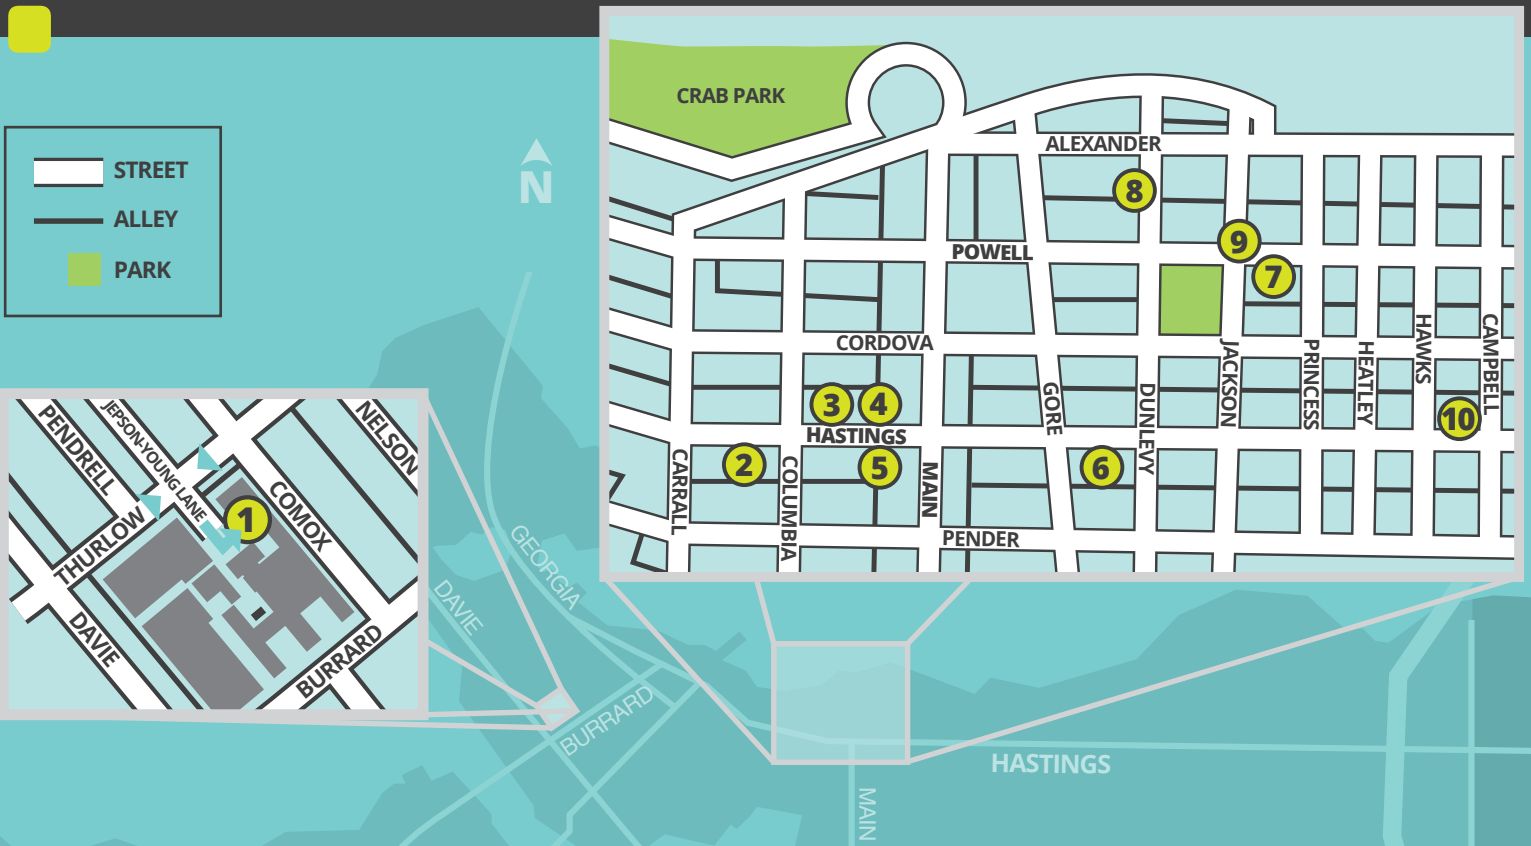 STREET
ALLEY
PARK
N
CRAB PARK
ALEXANDER
8
9
POWELL
7
CORDOVA
HAWKS
CAMPBELL
JACKSON
PRINCESS
HEATLEY
GORE
DUNLEVY
3
4
10
HASTINGS
2
5
6
CARRALL
COLUMBIA
MAIN
PENDER
PENDRELL
JEPSON-YOUNG LANE
NELSON
COMOX
1
THURLOW
DAVIE
BURRARD
GEORGIA
DAVIE
BURRARD
HASTINGS
MAIN